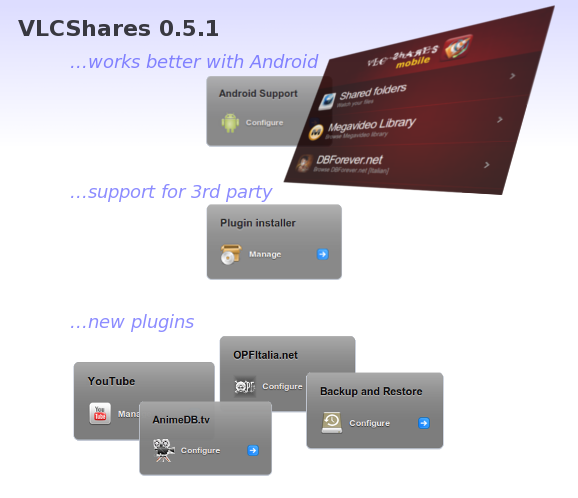 VLCShares 0.5.1
...works better with Android
Android Support
Configure
VLC-SHARES
mobile
Shared folders
Watch your files
Megavideo Library
Browse Megavideo library
DBForever.net
Browse DBForever.net [Italian]
...support for 3rd party
Plugin installer
Manage
...new plugins
OPFItalia.net
Configure
YouTube
You
Tube
Mana
Backup and Restore
Configure
AnimeDB.tv
Configure